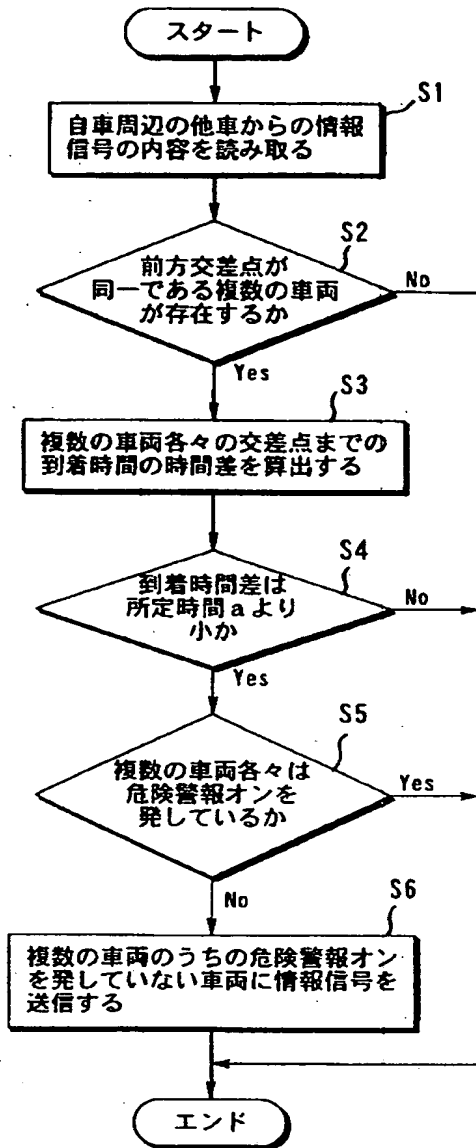 スタート
S1
自車周辺の他車からの情報
信号の内容を読み取る
S2
前方交差点が
同一である複数の車両
が存在するか
No
Yes
S3
複数の車両各々の交差点までの
到着時間の時間差を算出する
S4
到着時間差は
所定時間aより
小か
No
Yes
S5
複数の車両各々は
危険警報オンを
発しているか
Yes
No
S6
複数の車両のうちの危険警報オン
を発していない車両に情報信号を
送信する
エンド